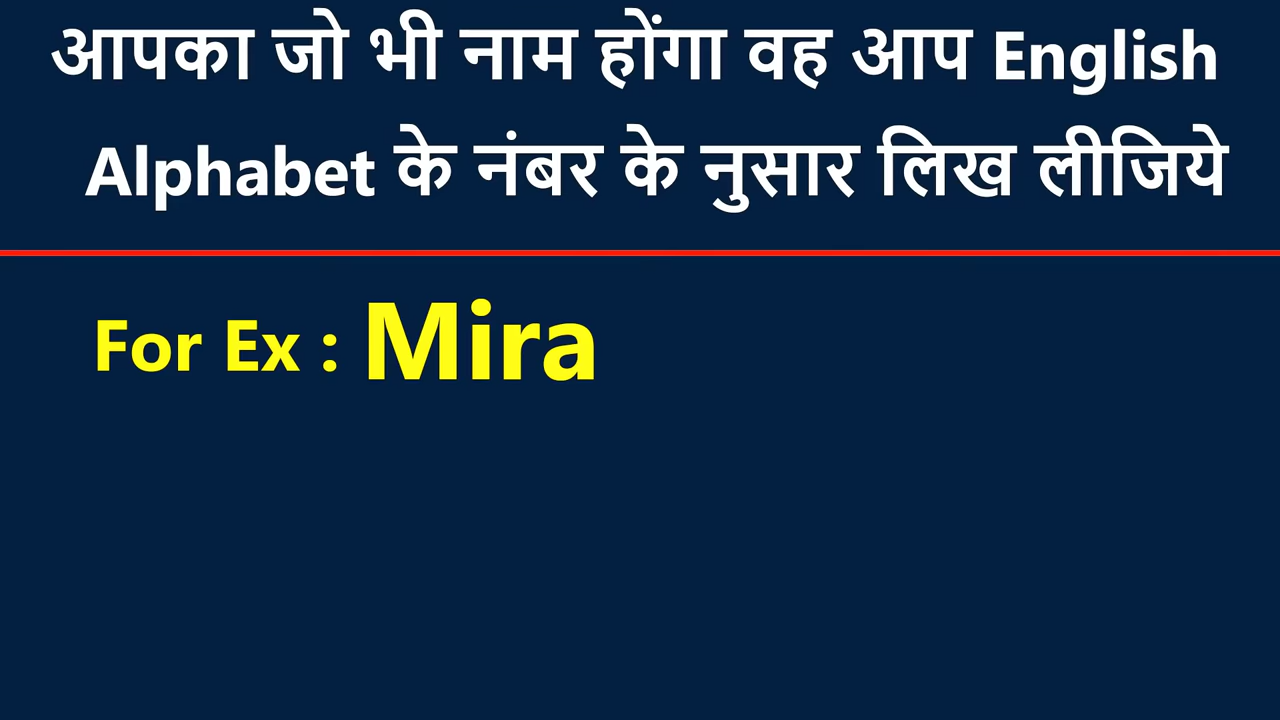 आपका जो भी नाम होंगा वह आप English
Alphabet के नंबर के नुसार लिख लीजिये
For Ex : Mira